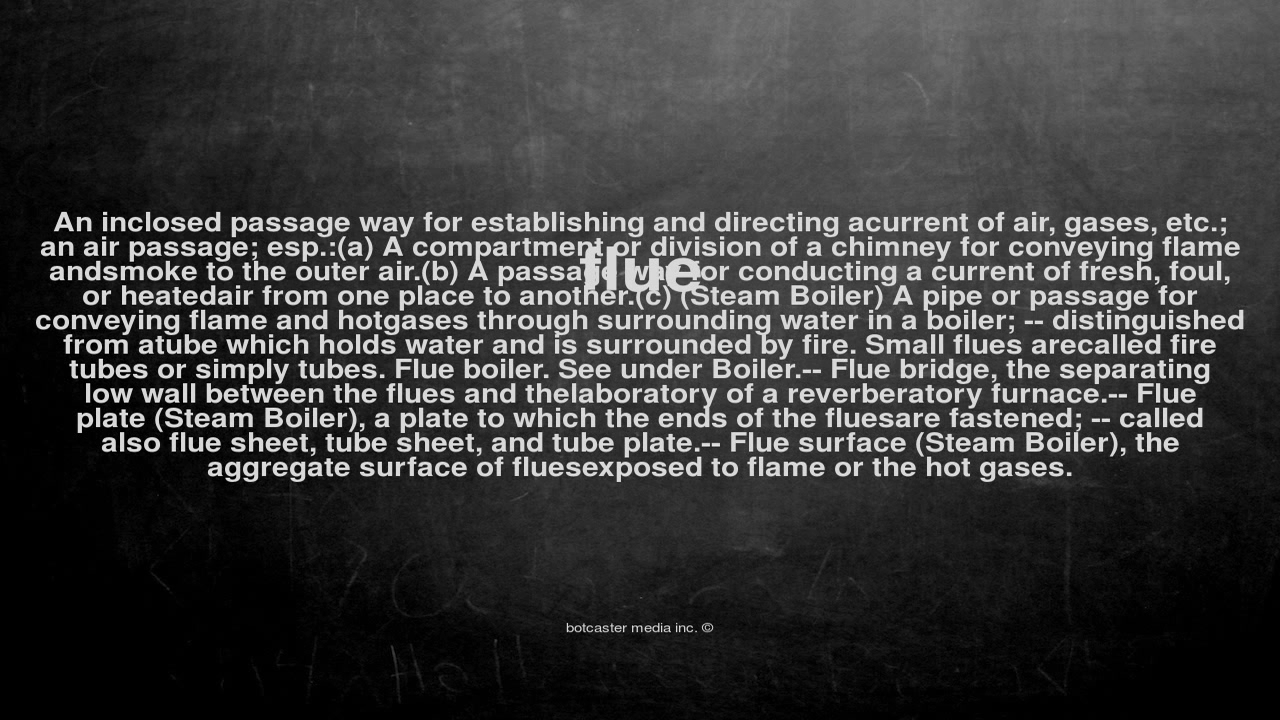 An inclosed passage way for establishing and directing acurrent of air, gases, etc.;
an air passage; esp.:(a) A compartment or division of a chimney for conveying flame
flue
andsmoke to the outer air.(b) A passage way for conducting a current of fresh, foul,
or heatedair from one place to another.(c) (Steam Boiler) A pipe or passage for
conveying flame and hotgases through surrounding water in a boiler; -- distinguished
from atube which holds water and is surrounded by fire. Small flues arecalled fire
tubes or simply tubes. Flue boiler. See under Boiler.-- Flue bridge, the separating
low wall between the flues and thelaboratory of a reverberatory furnace.-- Flue
plate (Steam Boiler), a plate to which the ends of the fluesare fastened; -- called
also flue sheet, tube sheet, and tube plate.-- Flue surface (Steam Boiler), the
aggregate surface of fluesexposed to flame or the hot gases.
botcaster media inc. ©